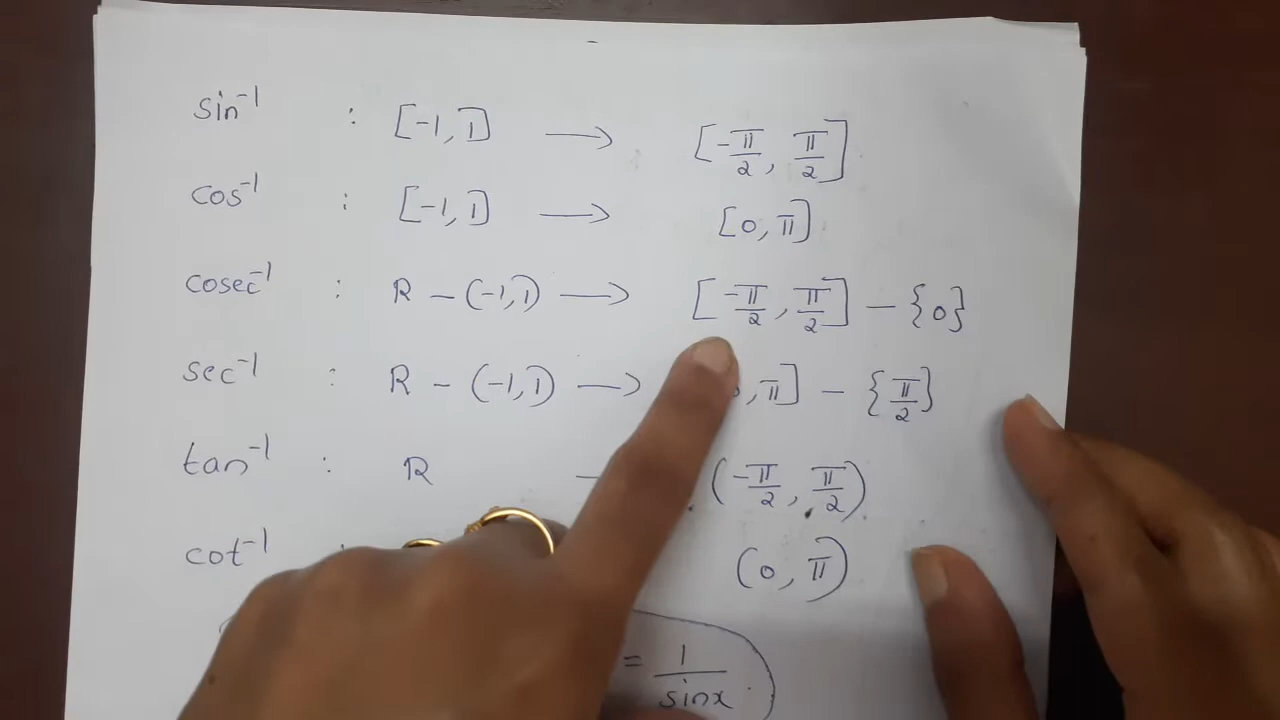 sin⁻¹ : [-1, 1] → [-π/2, π/2]
cos⁻¹ : [-1, 1] → [0, π]
cosec⁻¹ : R - (-1, 1) → [-π/2, π/2] - {0}
sec⁻¹ : R - (-1, 1) → , π] - {π/2}
tan⁻¹ : R (-π/2, π/2)
cot⁻¹ : (0, π)
= 1/sinx